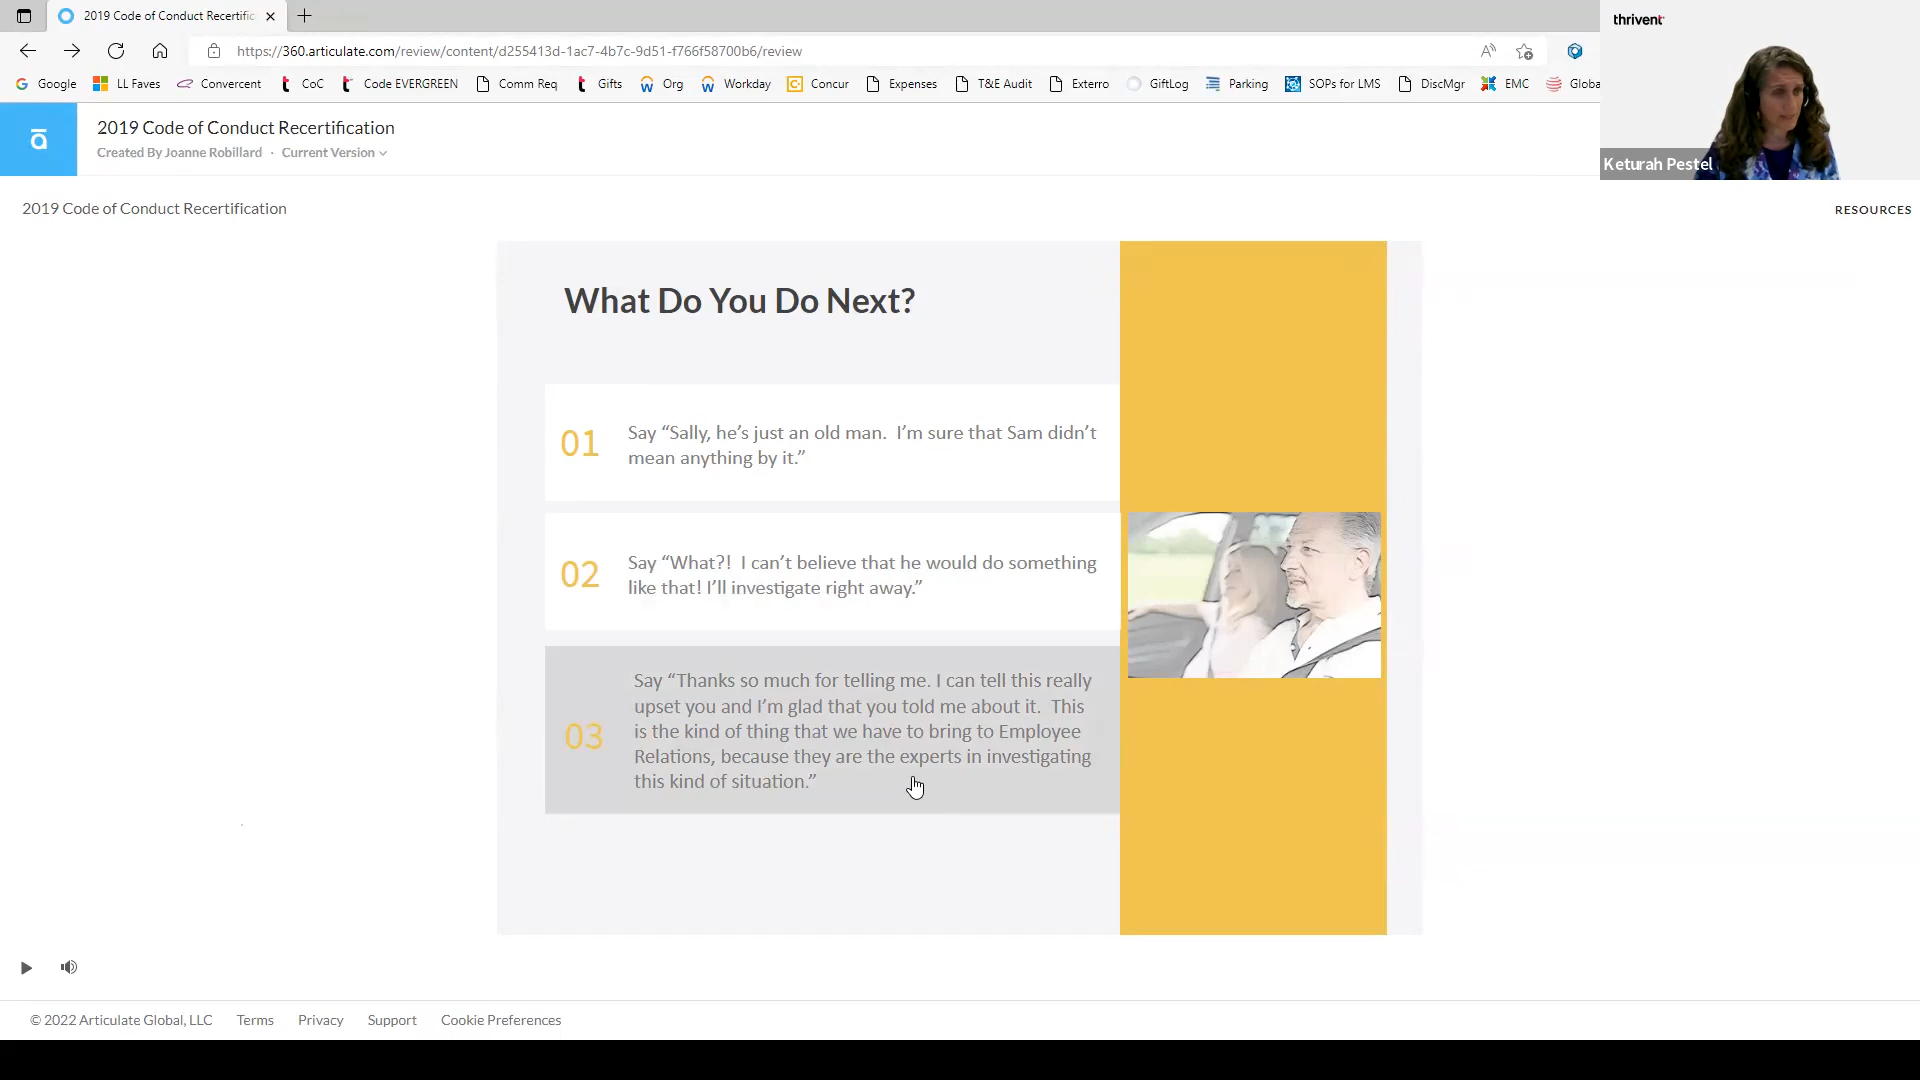 2019 Code of Conduct Recertific
https://360.articulate.com/review/content/d255413d-1ac7-4b7c-9d51-f766f58700b6/review
Google LL Faves Convercent CoC Code EVERGREEN Comm Req Gifts Org Workday Concur Expenses T&E Audit Exterro GiftLog Parking SOPs for LMS DiscMgr EMC Globa
thrivent
Keturah Pestel
2019 Code of Conduct Recertification
Created By Joanne Robillard · Current Version
2019 Code of Conduct Recertification
RESOURCES
What Do You Do Next?
01
Say “Sally, he’s just an old man.  I’m sure that Sam didn’t
mean anything by it.”
02
Say “What?!  I can’t believe that he would do something
like that! I’ll investigate right away.”
03
Say “Thanks so much for telling me. I can tell this really
upset you and I’m glad that you told me about it.  This
is the kind of thing that we have to bring to Employee
Relations, because they are the experts in investigating
this kind of situation.”
© 2022 Articulate Global, LLC Terms Privacy Support Cookie Preferences